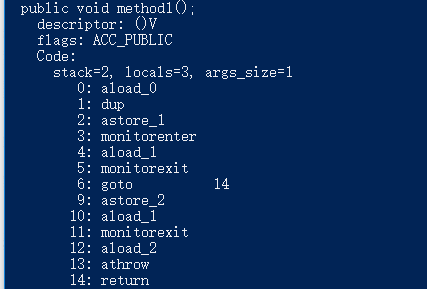 public void method1();
descriptor: ()V
flags: ACC_PUBLIC
Code:
stack=2, locals=3, args_size=1
0: aload_0
1: dup
2: astore_1
3: monitorenter
4: aload_1
5: monitorexit
6: goto 14
9: astore_2
10: aload_1
11: monitorexit
12: aload_2
13: athrow
14: return